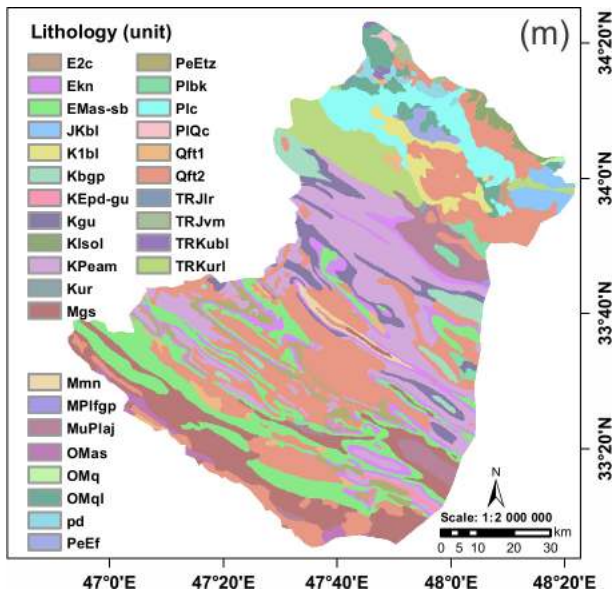 Lithology (unit)
(m)
E2c
Ekn
EMas-sb
JKbl
K1bl
Kbgp
KEpd-gu
Kgu
Klsol
KPeam
Kur
Mgs
PeEtz
Plbk
Plc
PlQc
Qft1
Qft2
TRJlr
TRJvm
TRKubl
TRKurl
Mmn
MPlfgp
MuPlaj
OMas
OMq
OMql
pd
PeEf
34°20'N
34°0'N
33°40'N
33°20'N
N
Scale: 1:2 000 000
km
0 5 10 20 30
47°0'E 47°20'E 47°40'E 48°0'E 48°20'E